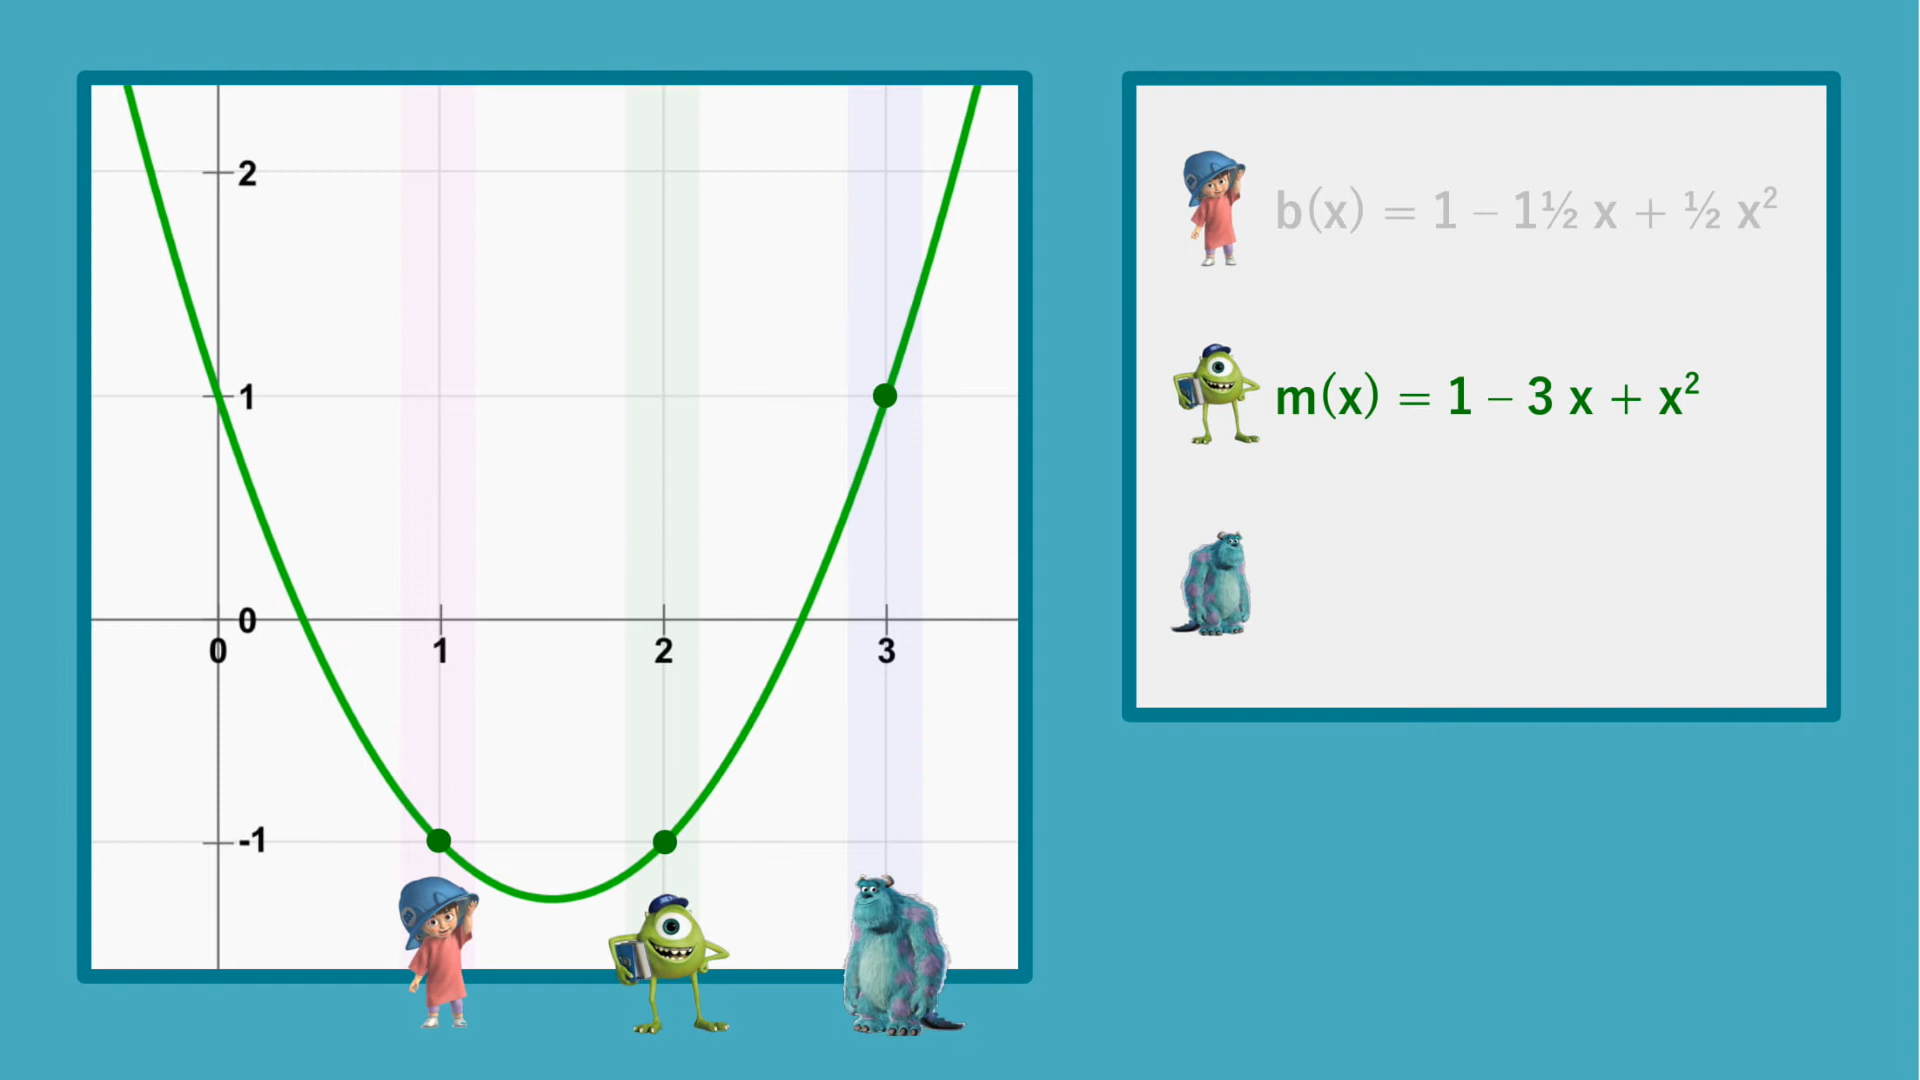 2
1
0
0 1 2 3
-1
b(x) = 1 – 1½ x + ½ x²
m(x) = 1 – 3 x + x²